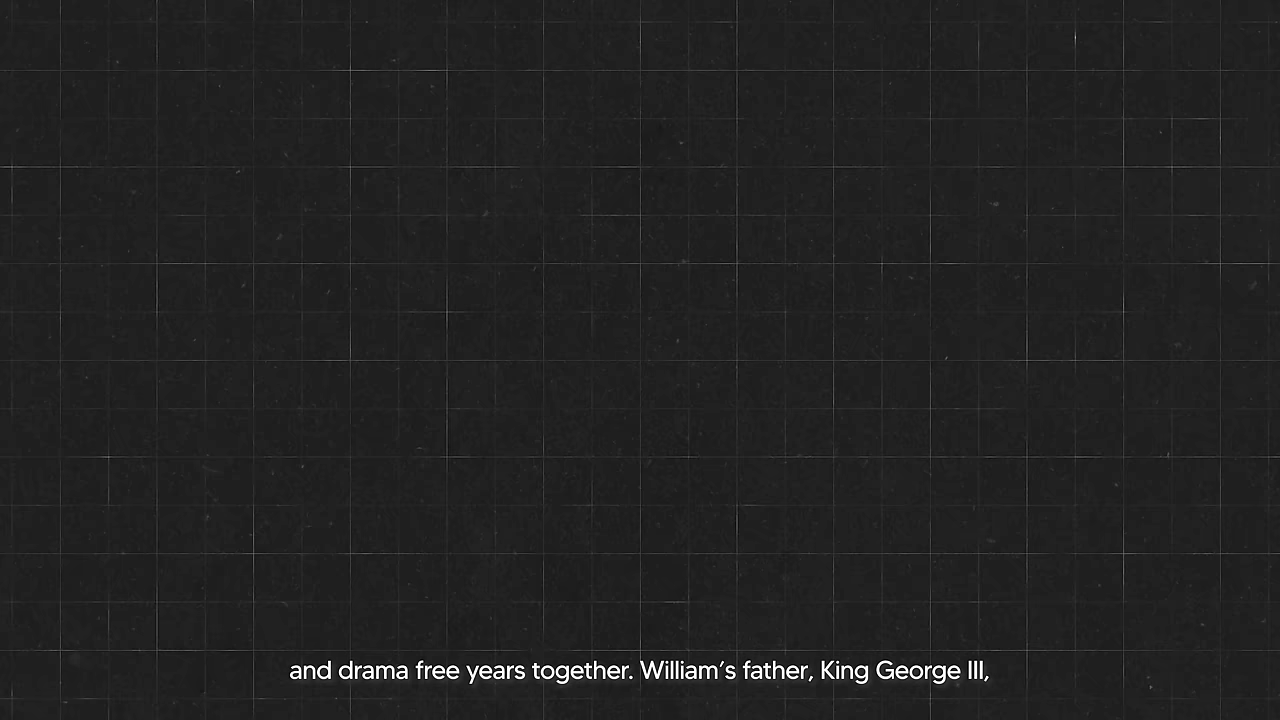 and drama free years together. William's father, King George III,